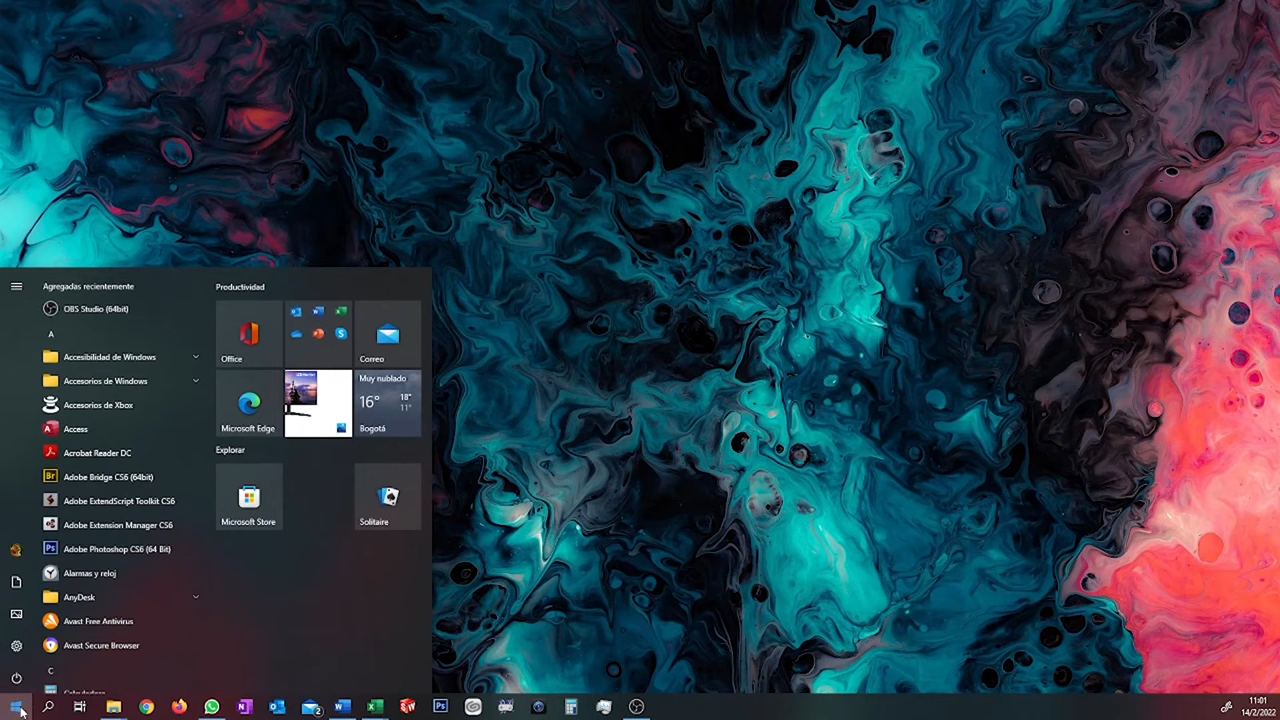 Agregadas recientemente
OBS Studio (64bit)
A
Accesibilidad de Windows
Accesorios de Windows
Accesorios de Xbox
Access
Acrobat Reader DC
Adobe Bridge CS6 (64bit)
Adobe ExtendScript Toolkit CS6
Adobe Extension Manager CS6
Adobe Photoshop CS6 (64 Bit)
Alarmas y reloj
AnyDesk
Avast Free Antivirus
Avast Secure Browser
C
Calculadora
Productividad
Office
Correo
Microsoft Edge
Muy nublado
16°
18°
11°
Bogotá
Explorar
Microsoft Store
Solitaire
11:01
14/2/2022